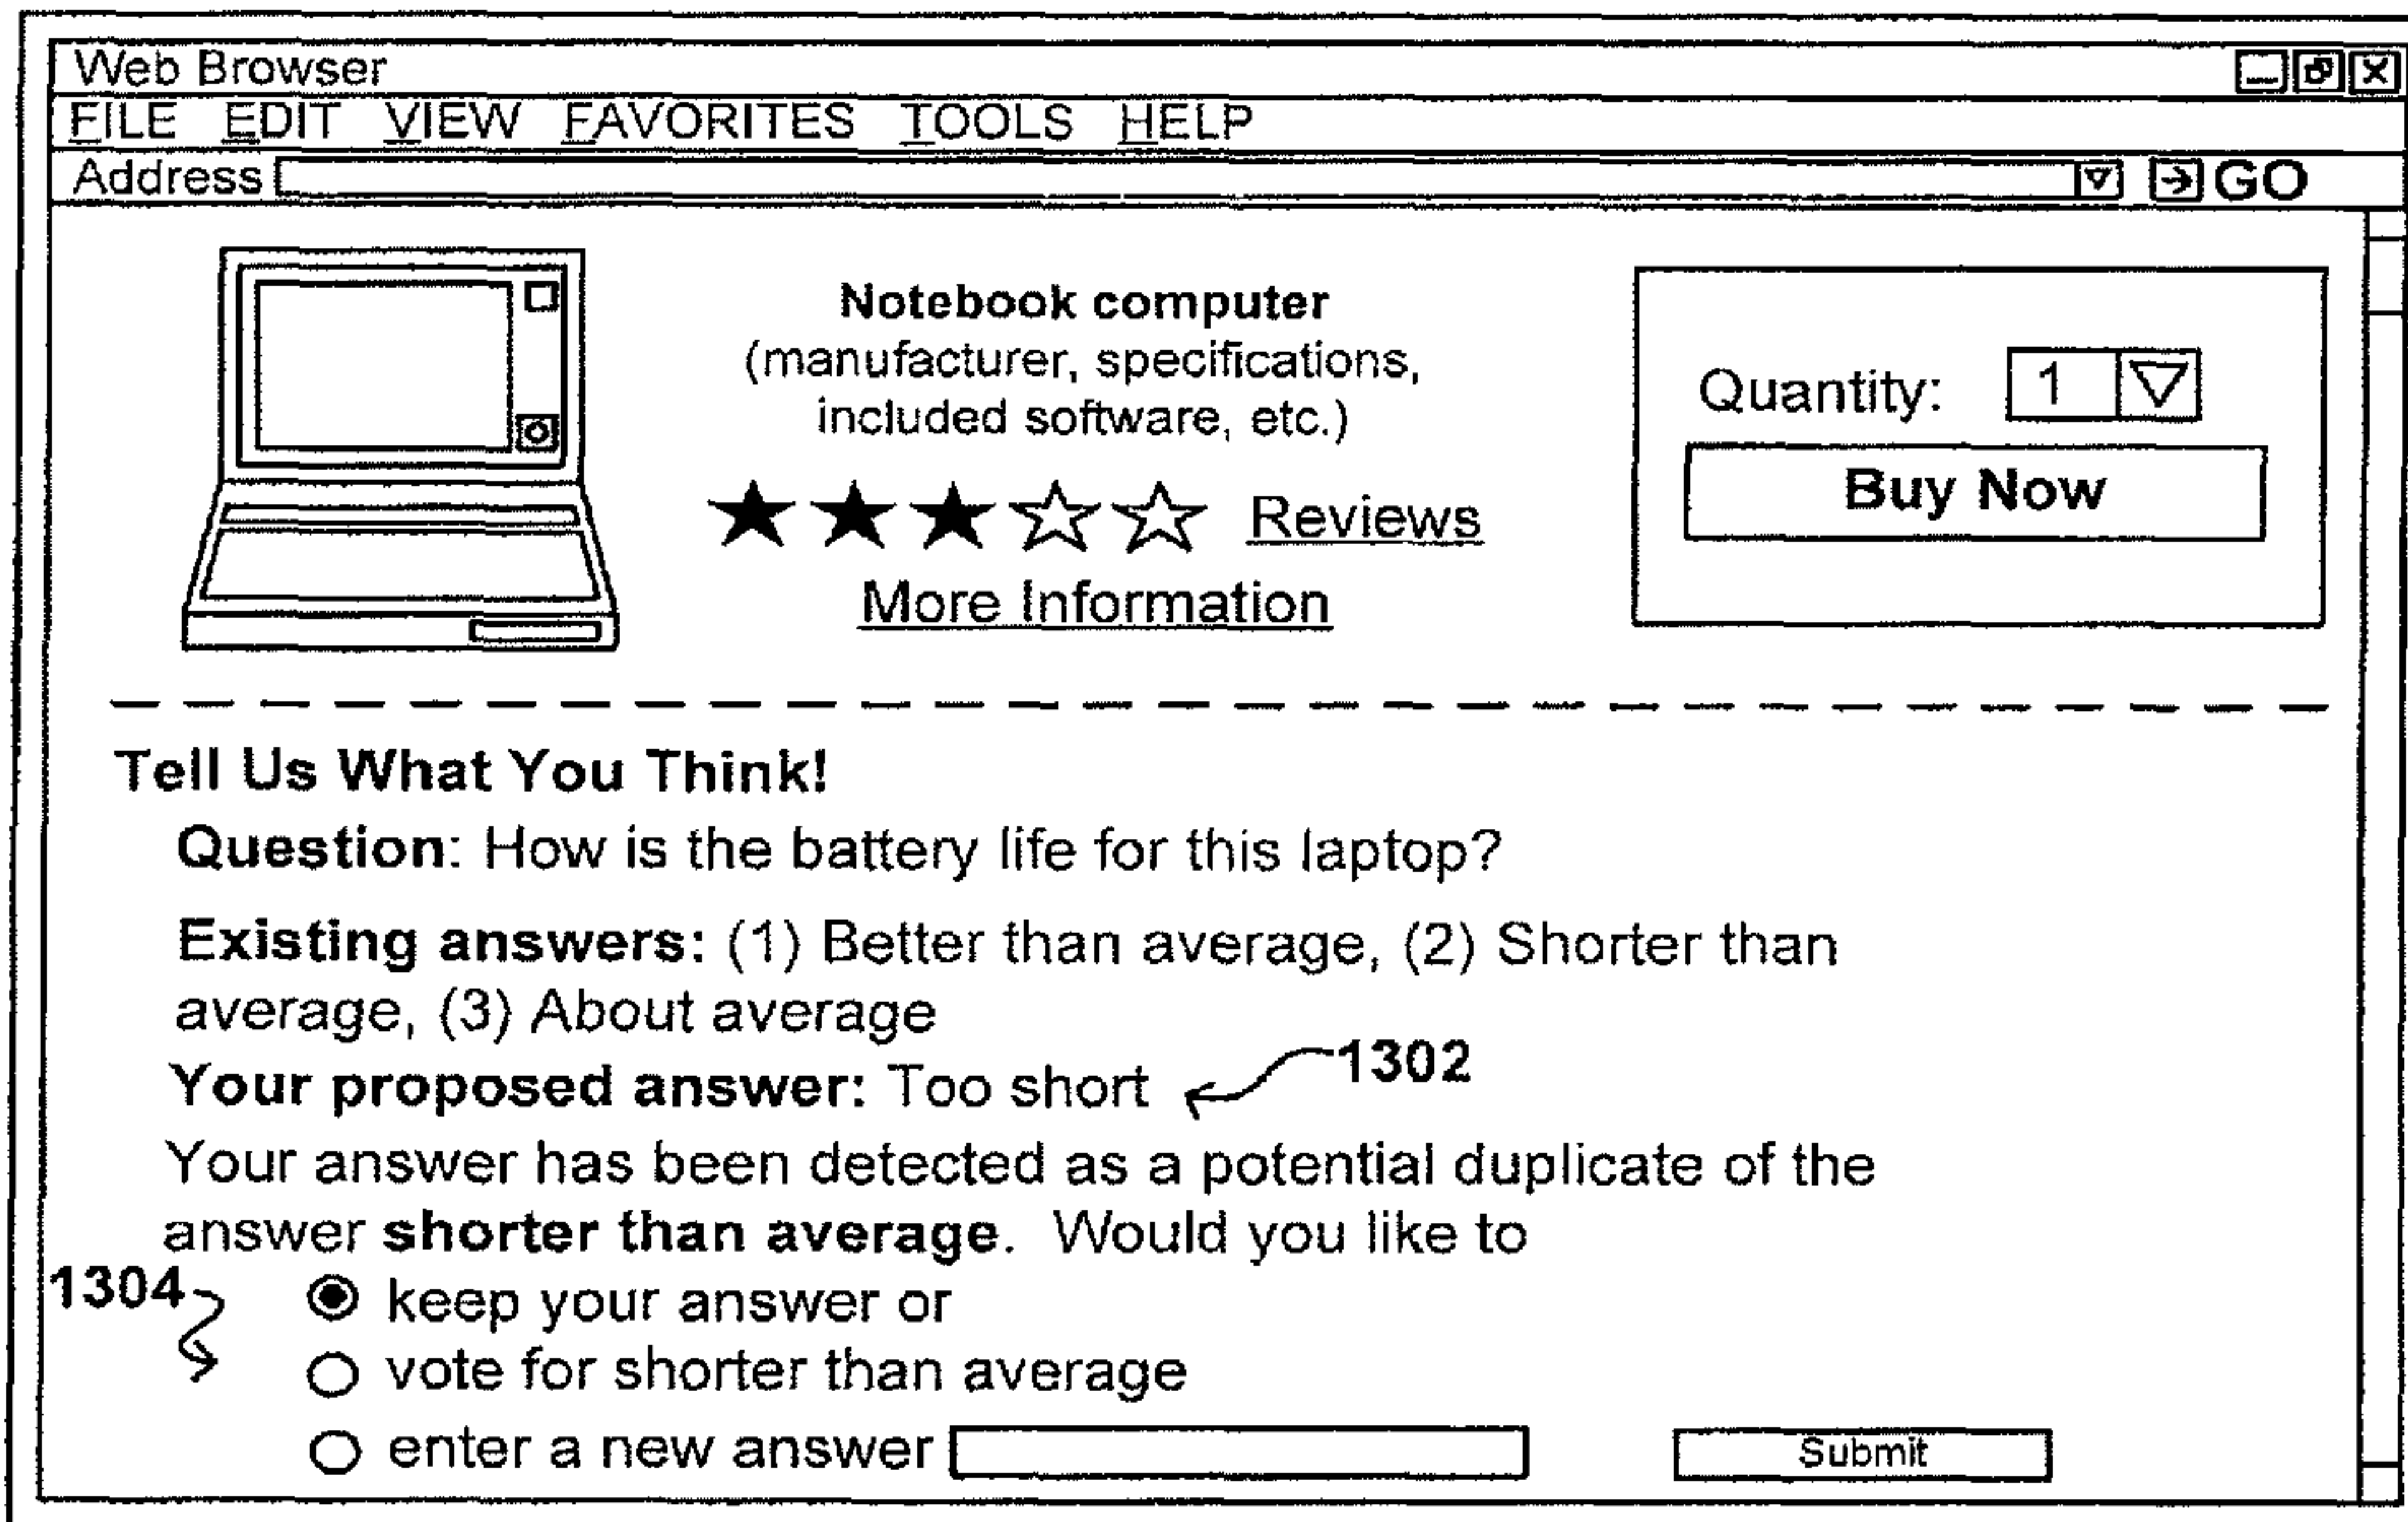 Web Browser
FILE EDIT VIEW FAVORITES TOOLS HELP
Address GO
Notebook computer
(manufacturer, specifications,
included software, etc.)
Reviews
More Information
Quantity: 1
Buy Now
Tell Us What You Think!
Question: How is the battery life for this laptop?
Existing answers: (1) Better than average, (2) Shorter than
average, (3) About average
Your proposed answer: Too short 1302
Your answer has been detected as a potential duplicate of the
answer shorter than average. Would you like to
1304 keep your answer or
vote for shorter than average
enter a new answer Submit